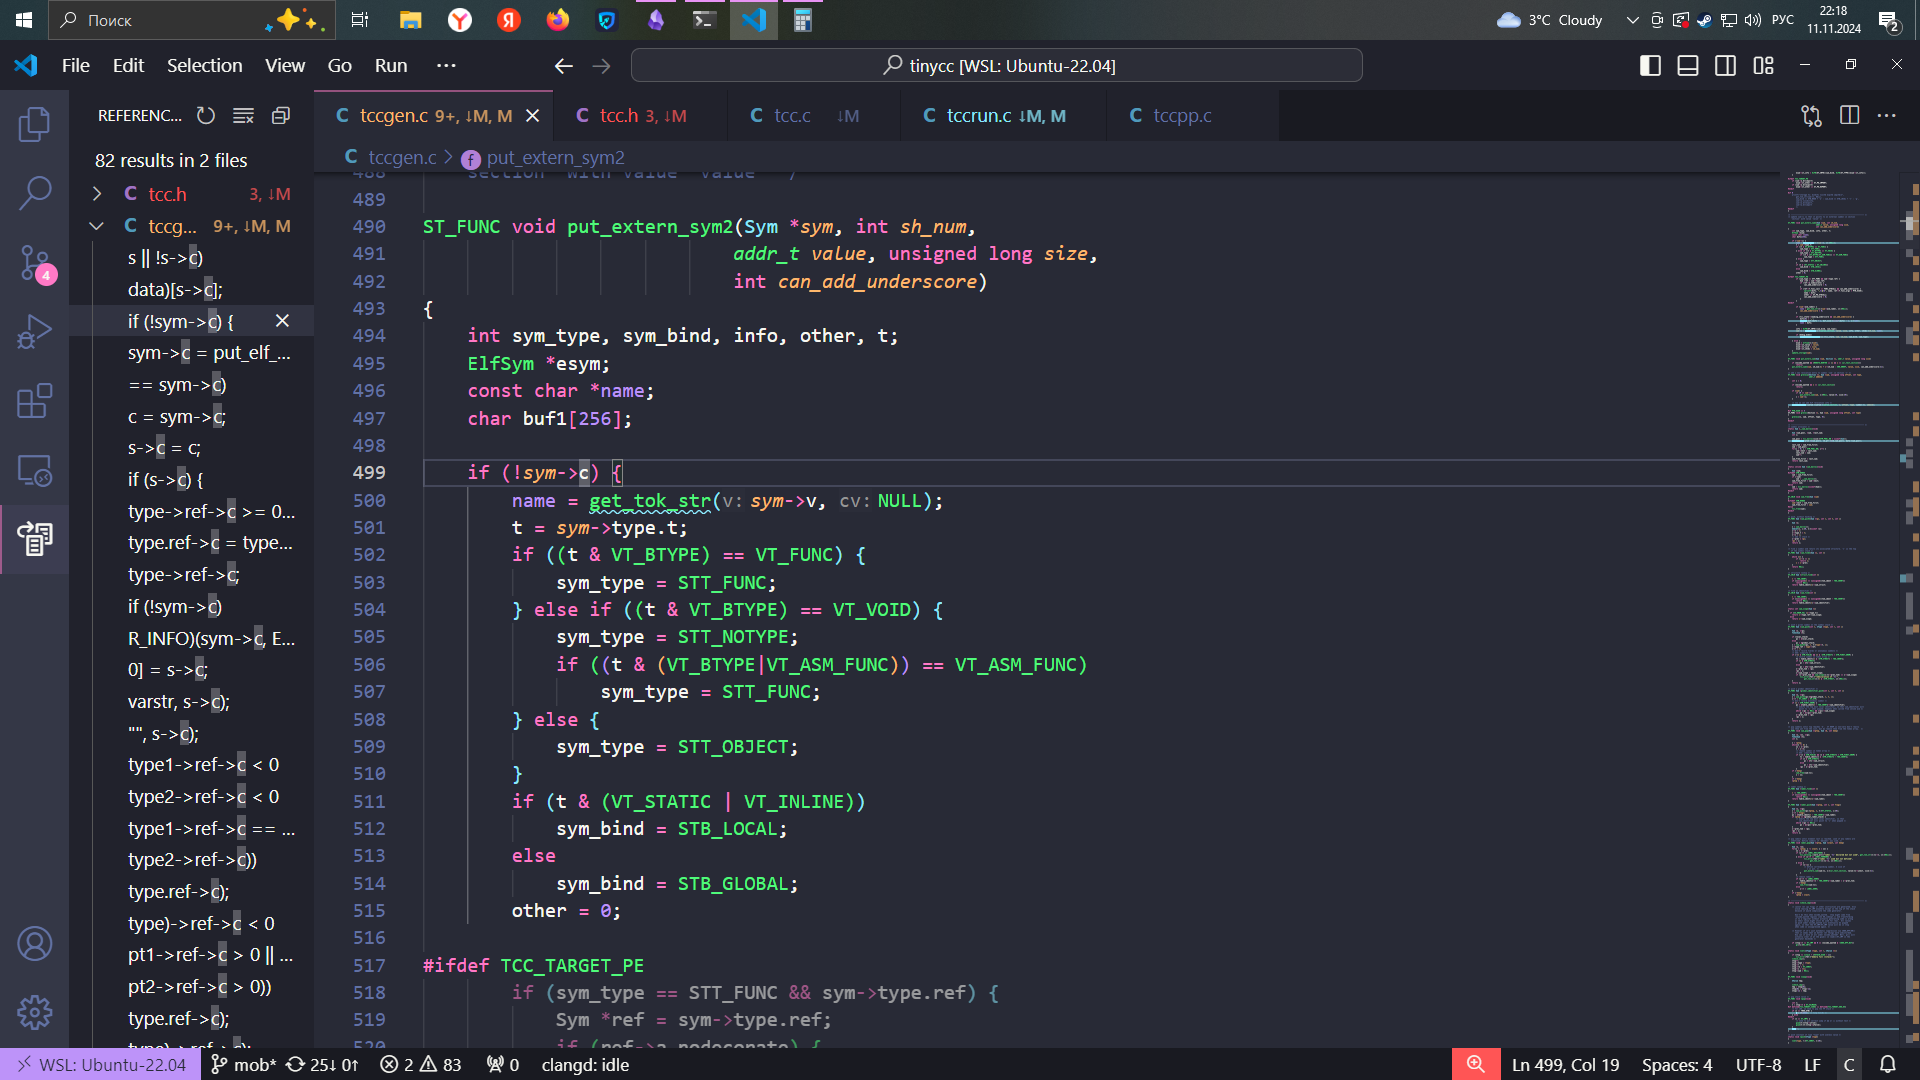 Поиск
3°C Cloudy
РУС
22:18
11.11.2024
2
File Edit Selection View Go Run ···
tinycc [WSL: Ubuntu-22.04]
REFERENC...
82 results in 2 files
tcc.h 3, ↓M
tccg... 9+, ↓M, M
s || !s->c)
data)[s->c];
if (!sym->c) {
sym->c = put_elf_...
== sym->c)
c = sym->c;
s->c = c;
if (s->c) {
type->ref->c >= 0...
type.ref->c = type...
type->ref->c;
if (!sym->c)
R_INFO)(sym->c, E...
0] = s->c;
varstr, s->c);
"", s->c);
type1->ref->c < 0
type2->ref->c < 0
type1->ref->c == ...
type2->ref->c))
type.ref->c);
type)->ref->c < 0
pt1->ref->c > 0 || ...
pt2->ref->c > 0))
type.ref->c);
4
C tccgen.c 9+, ↓M, M
C tcc.h 3, ↓M
C tcc.c ↓M
C tccrun.c ↓M, M
C tccpp.c
C tccgen.c > put_extern_sym2
488 section 'with value 'value' */
489
490 ST_FUNC void put_extern_sym2(Sym *sym, int sh_num,
491 addr_t value, unsigned long size,
492 int can_add_underscore)
493 {
494 int sym_type, sym_bind, info, other, t;
495 ElfSym *esym;
496 const char *name;
497 char buf1[256];
498
499 if (!sym->c) {
500 name = get_tok_str(v: sym->v, cv: NULL);
501 t = sym->type.t;
502 if ((t & VT_BTYPE) == VT_FUNC) {
503 sym_type = STT_FUNC;
504 } else if ((t & VT_BTYPE) == VT_VOID) {
505 sym_type = STT_NOTYPE;
506 if ((t & (VT_BTYPE|VT_ASM_FUNC)) == VT_ASM_FUNC)
507 sym_type = STT_FUNC;
508 } else {
509 sym_type = STT_OBJECT;
510 }
511 if (t & (VT_STATIC | VT_INLINE))
512 sym_bind = STB_LOCAL;
513 else
514 sym_bind = STB_GLOBAL;
515 other = 0;
516
517 #ifdef TCC_TARGET_PE
518 if (sym_type == STT_FUNC && sym->type.ref) {
519 Sym *ref = sym->type.ref;
520 if (ref->a.nodecorate) {
WSL: Ubuntu-22.04 mob* 25↓ 0↑ 2 83 0 clangd: idle
Ln 499, Col 19 Spaces: 4 UTF-8 LF C